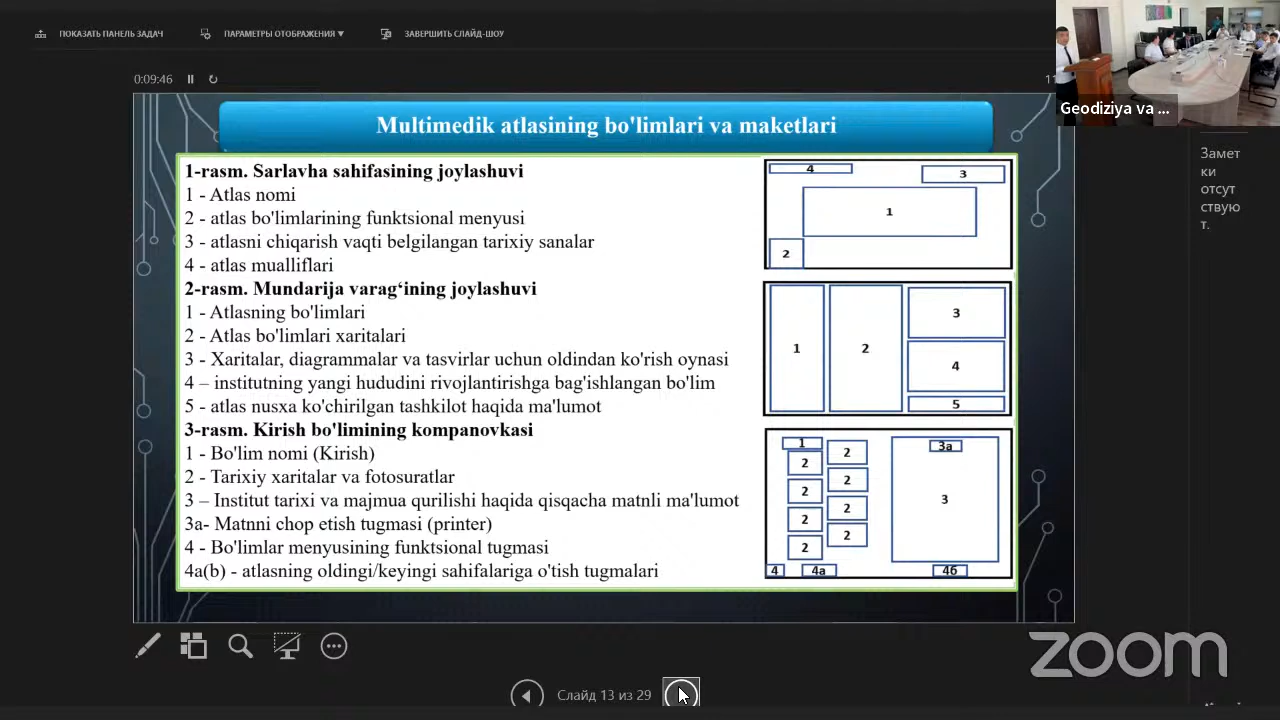 ПОКАЗАТЬ ПАНЕЛЬ ЗАДАЧ ПАРАМЕТРЫ ОТОБРАЖЕНИЯ ▼ ЗАВЕРШИТЬ СЛАЙД-ШОУ
0:09:46
Geodiziya va ...
Multimedik atlasining bo'limlari va maketlari
1-rasm. Sarlavha sahifasining joylashuvi
1 - Atlas nomi
2 - atlas bo'limlarining funktsional menyusi
3 - atlasni chiqarish vaqti belgilangan tarixiy sanalar
4 - atlas mualliflari
2-rasm. Mundarija varag‘ining joylashuvi
1 - Atlasning bo'limlari
2 - Atlas bo'limlari xaritalari
3 - Xaritalar, diagrammalar va tasvirlar uchun oldindan ko'rish oynasi
4 – institutning yangi hududini rivojlantirishga bag'ishlangan bo'lim
5 - atlas nusxa ko'chirilgan tashkilot haqida ma'lumot
3-rasm. Kirish bo'limining kompanovkasi
1 - Bo'lim nomi (Kirish)
2 - Tarixiy xaritalar va fotosuratlar
3 – Institut tarixi va majmua qurilishi haqida qisqacha matnli ma'lumot
3a- Matnni chop etish tugmasi (printer)
4 - Bo'limlar menyusining funktsional tugmasi
4a(b) - atlasning oldingi/keyingi sahifalariga o'tish tugmalari
4 3
1
2
1 2 3
4
5
1 2 3a
2 2
2 2 3
2 2
2
4 4a 4б
Замет
ки
отсут
ствую
т.
zoom
Слайд 13 из 29